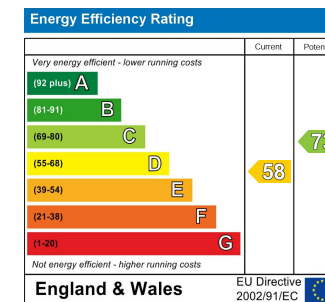 Energy Efficiency Rating
Current
Very energy efficient - lower running costs
(92 plus) A
(81-91) B
(69-80) C
(55-68) D
58
(39-54) E
(21-38) F
(1-20) G
Not energy efficient - higher running costs
England & Wales
EU Directive
2002/91/EC